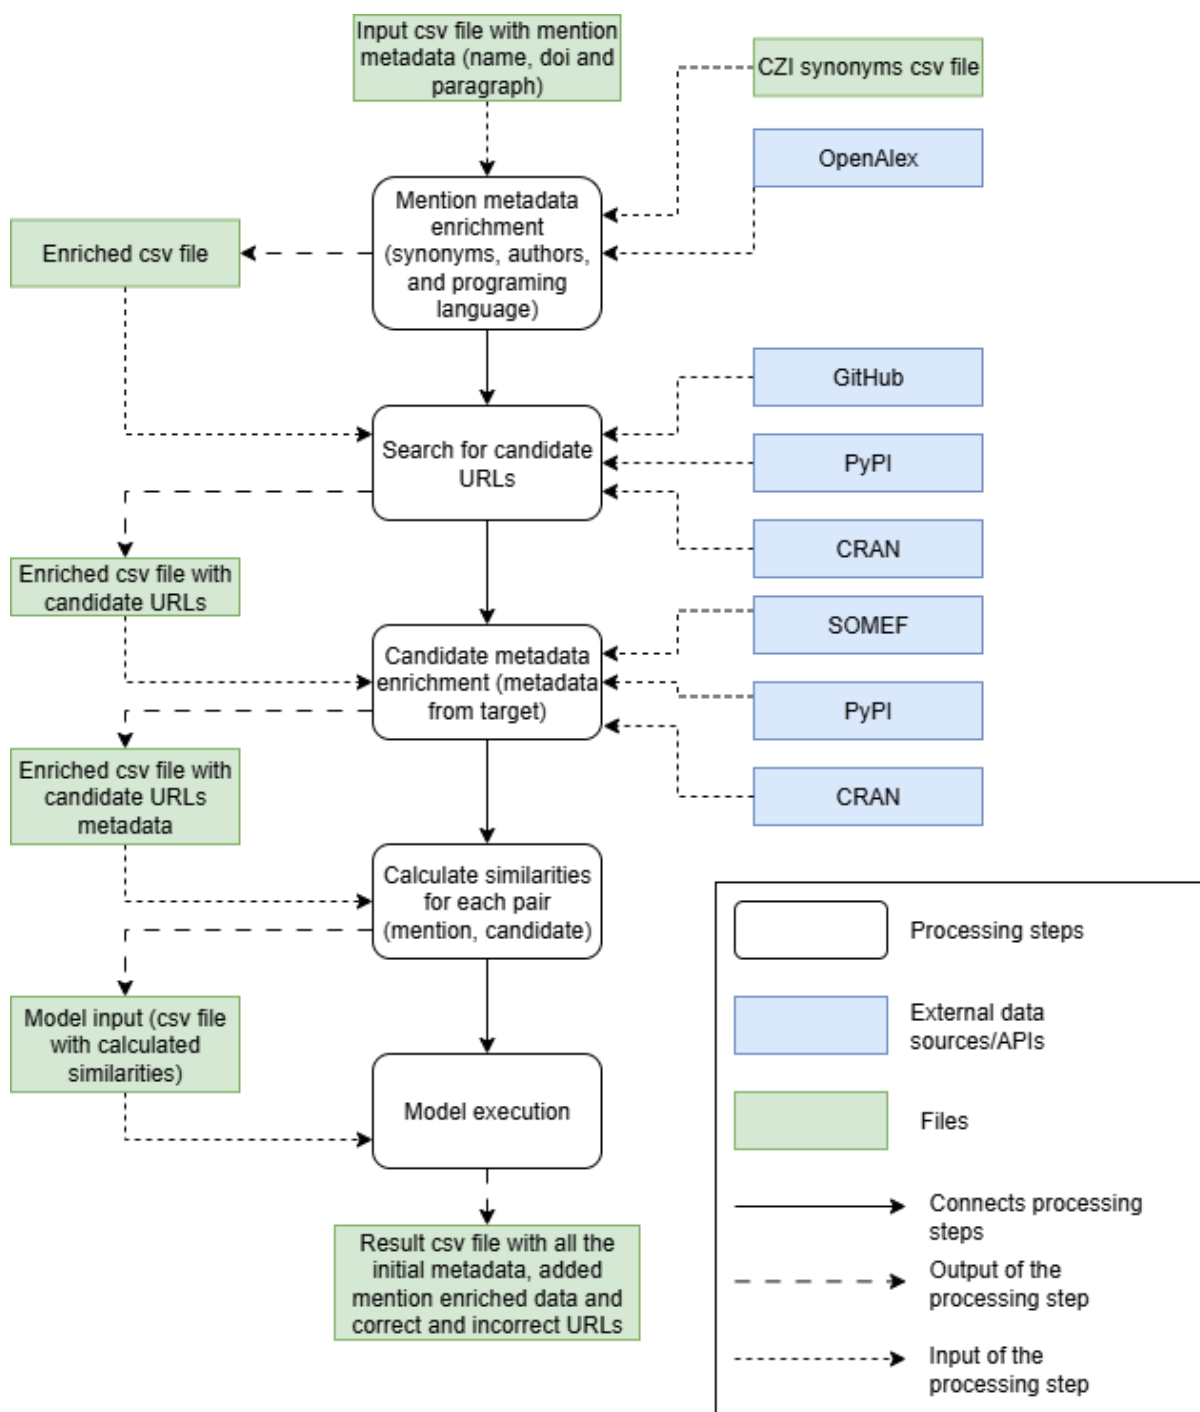 Input csv file with mention
metadata (name, doi and
paragraph)
CZI synonyms csv file
OpenAlex
Mention metadata
enrichment
(synonyms, authors,
and programing
language)
Enriched csv file
GitHub
Search for candidate
URLs
PyPI
CRAN
Enriched csv file with
candidate URLs
SOMEF
Candidate metadata
enrichment (metadata
from target)
PyPI
CRAN
Enriched csv file with
candidate URLs
metadata
Calculate similarities
for each pair
(mention, candidate)
Model input (csv file
with calculated
similarities)
Model execution
Result csv file with all the
initial metadata, added
mention enriched data and
correct and incorrect URLs
Processing steps
External data
sources/APIs
Files
Connects processing
steps
Output of the
processing step
Input of the
processing step